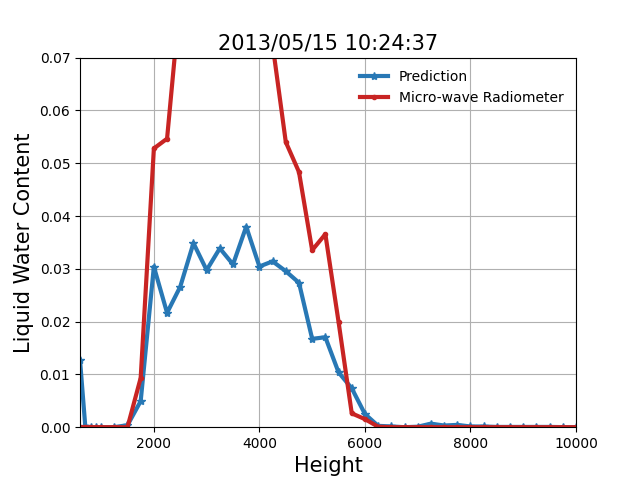 2013/05/15 10:24:37
Prediction
Micro-wave Radiometer
Liquid Water Content
0.07
0.06
0.05
0.04
0.03
0.02
0.01
0.00
2000 4000 6000 8000 10000
Height